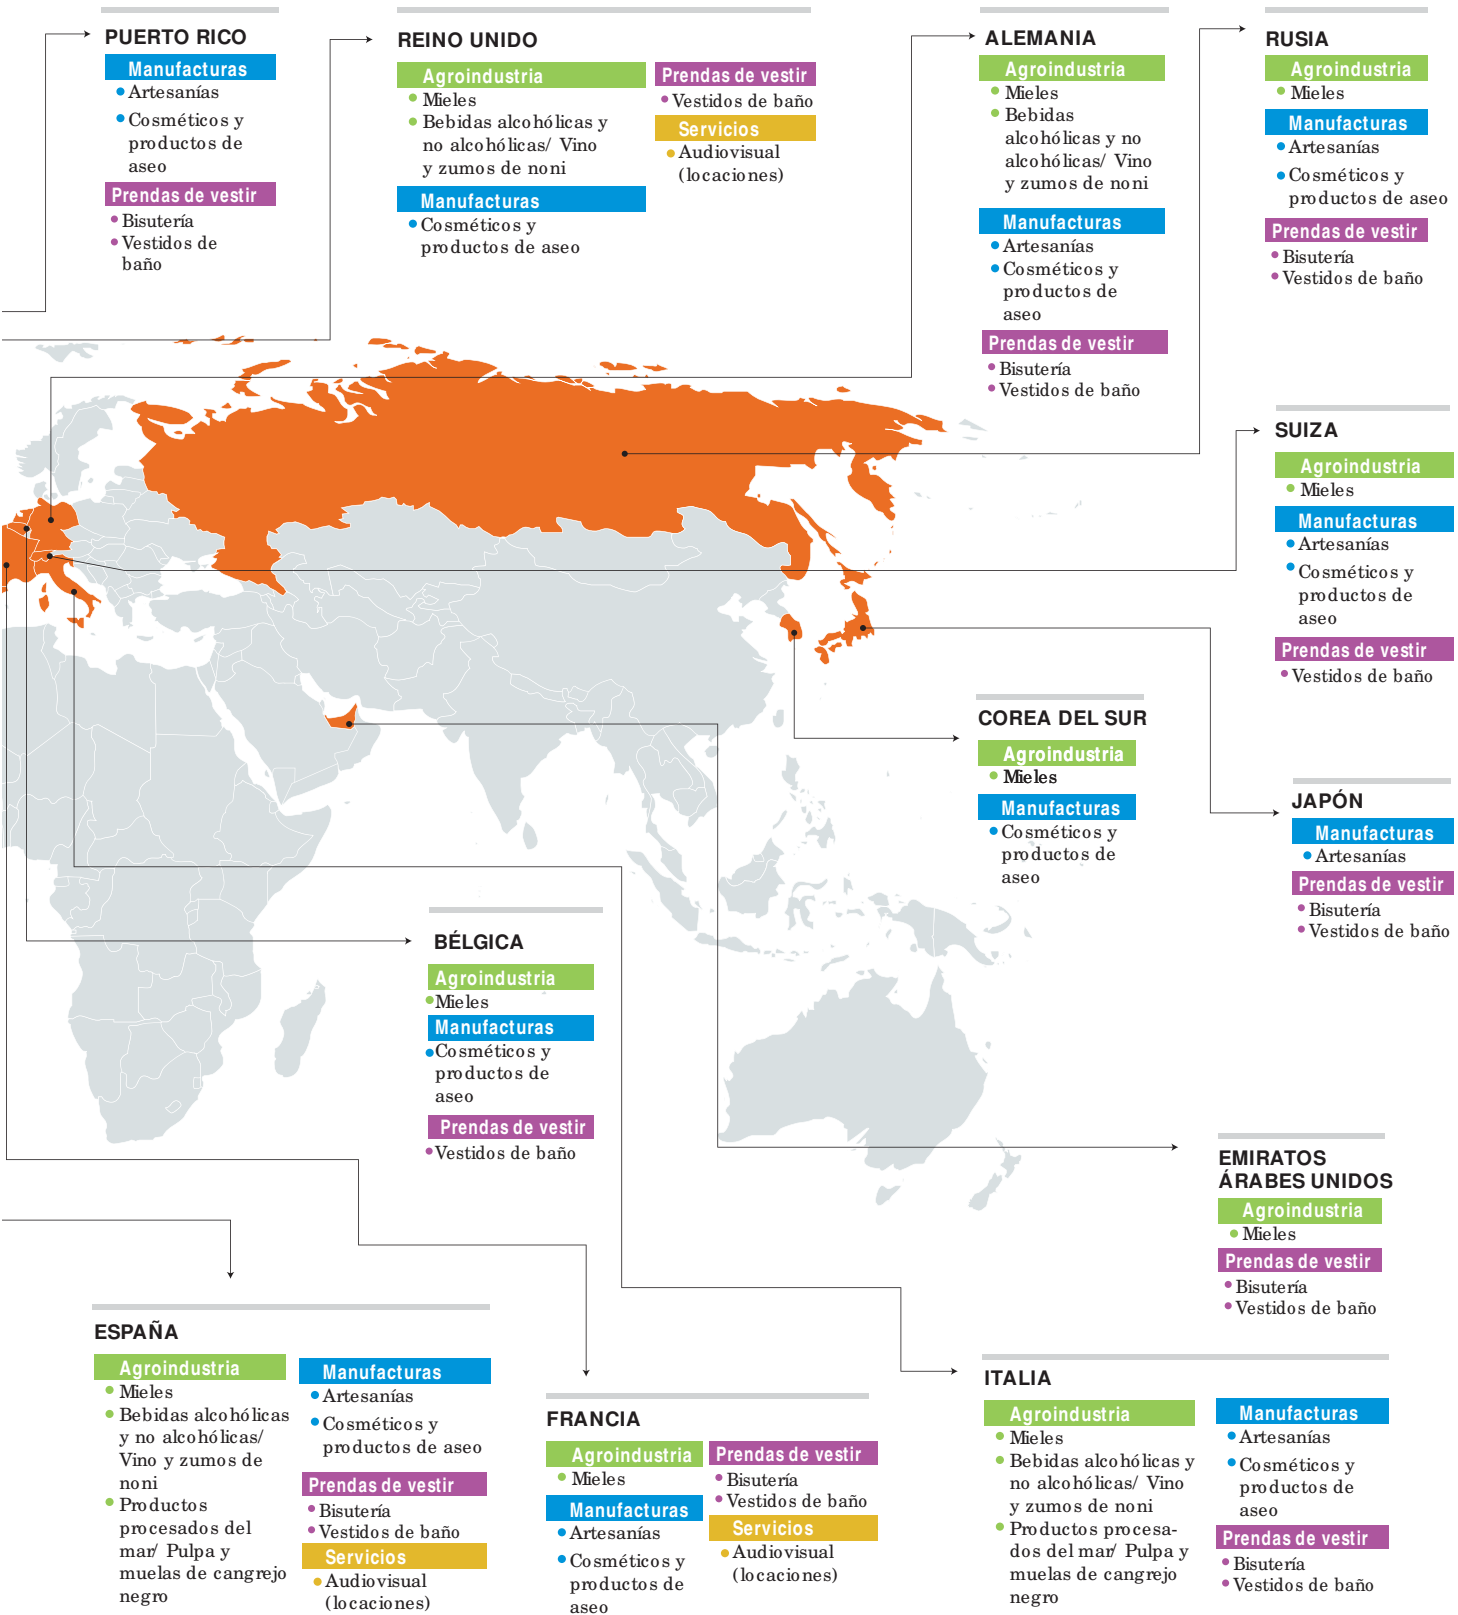 PUERTO RICO
Manufacturas
Artesanías
Cosméticos y
productos de
aseo
Prendas de vestir
Bisutería
Vestidos de
baño
REINO UNIDO
Agroindustria
Mieles
Bebidas alcohólicas y
no alcohólicas/ Vino
y zumos de noni
Manufacturas
Cosméticos y
productos de aseo
Prendas de vestir
Vestidos de baño
Servicios
Audiovisual
(locaciones)
ALEMANIA
Agroindustria
Mieles
Bebidas
alcohólicas y no
alcohólicas/ Vino
y zumos de noni
Manufacturas
Artesanías
Cosméticos y
productos de
aseo
Prendas de vestir
Bisutería
Vestidos de baño
RUSIA
Agroindustria
Mieles
Manufacturas
Artesanías
Cosméticos y
productos de aseo
Prendas de vestir
Bisutería
Vestidos de baño
SUIZA
Agroindustria
Mieles
Manufacturas
Artesanías
Cosméticos y
productos de
aseo
Prendas de vestir
Vestidos de baño
COREA DEL SUR
Agroindustria
Mieles
Manufacturas
Cosméticos y
productos de
aseo
JAPÓN
Manufacturas
Artesanías
Prendas de vestir
Bisutería
Vestidos de baño
BÉLGICA
Agroindustria
Mieles
Manufacturas
Cosméticos y
productos de
aseo
Prendas de vestir
Vestidos de baño
EMIRATOS
ÁRABES UNIDOS
Agroindustria
Mieles
Prendas de vestir
Bisutería
Vestidos de baño
ESPAÑA
Agroindustria
Mieles
Bebidas alcohólicas
y no alcohólicas/
Vino y zumos de
noni
Productos
procesados del
mar/ Pulpa y
muelas de cangrejo
negro
Manufacturas
Artesanías
Cosméticos y
productos de aseo
Prendas de vestir
Bisutería
Vestidos de baño
Servicios
Audiovisual
(locaciones)
FRANCIA
Agroindustria
Mieles
Manufacturas
Artesanías
Cosméticos y
productos de
aseo
Prendas de vestir
Bisutería
Vestidos de baño
Servicios
Audiovisual
(locaciones)
ITALIA
Agroindustria
Mieles
Bebidas alcohólicas y
no alcohólicas/ Vino
y zumos de noni
Productos procesa-
dos del mar/ Pulpa y
muelas de cangrejo
negro
Manufacturas
Artesanías
Cosméticos y
productos de
aseo
Prendas de vestir
Bisutería
Vestidos de baño